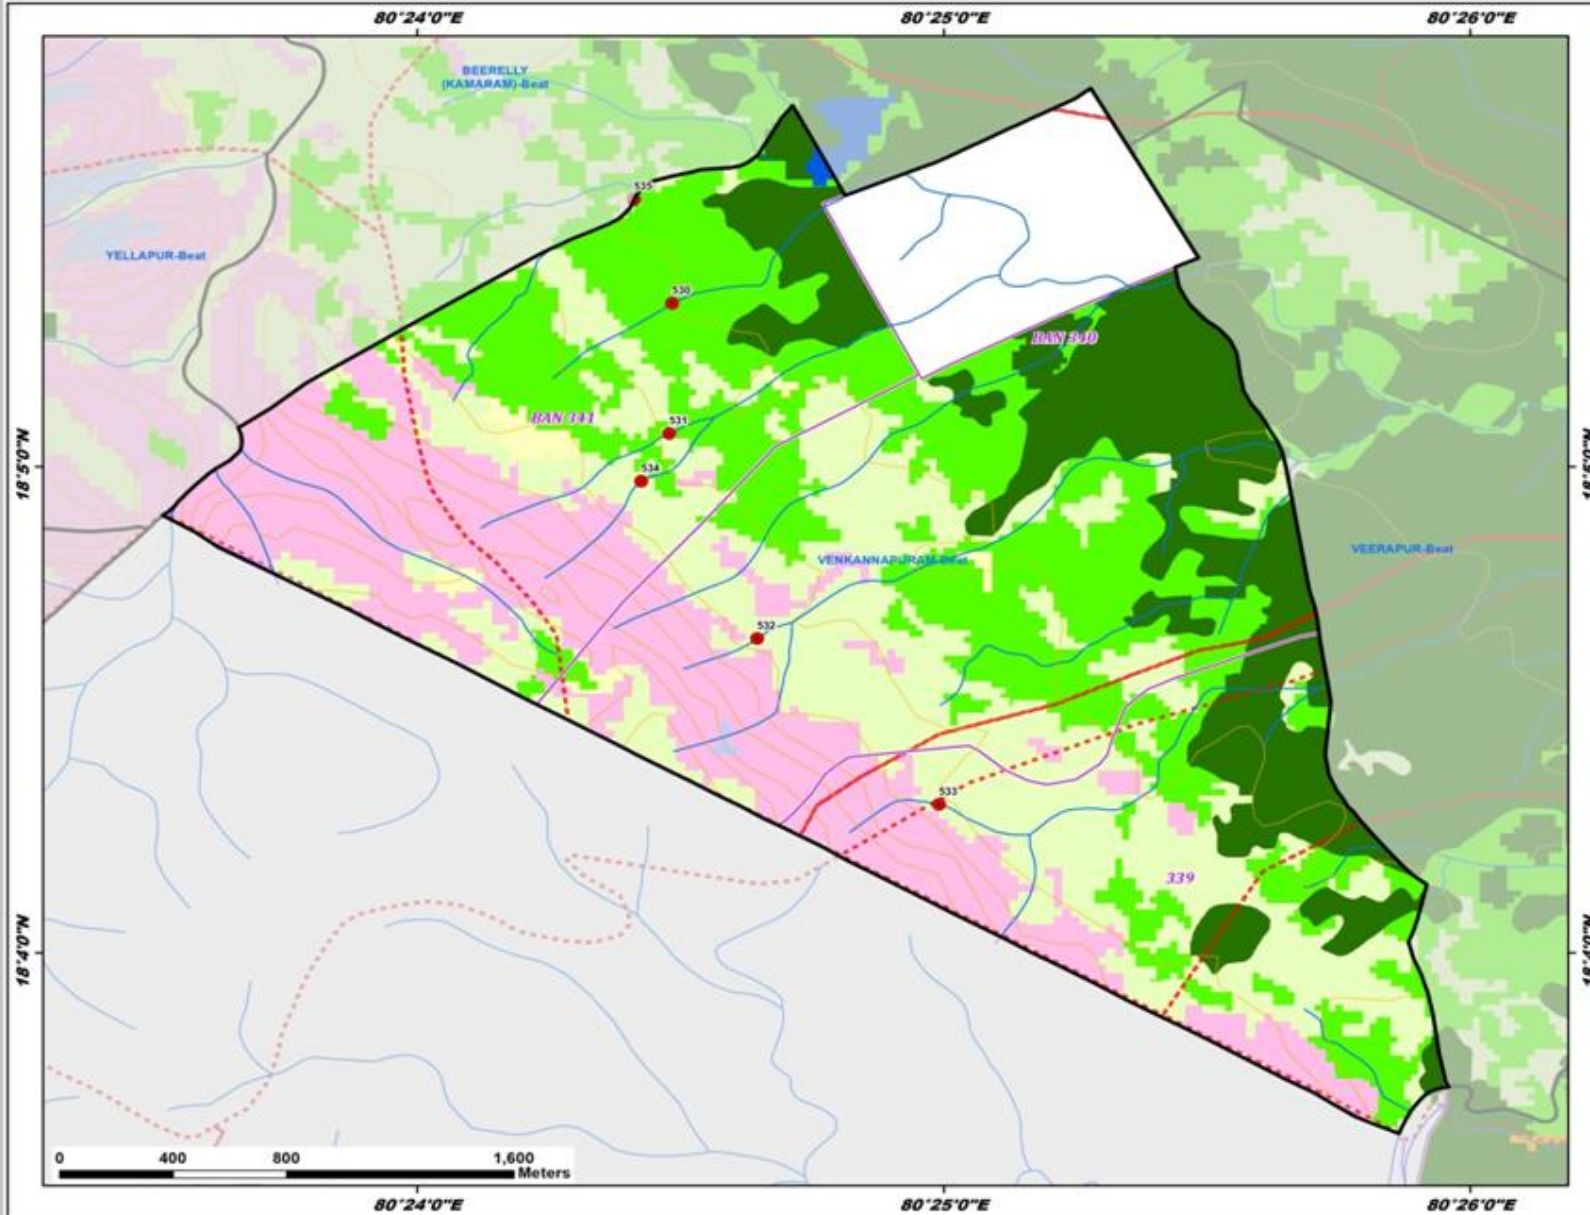 80°24'0"E
80°25'0"E
80°26'0"E
BEERELLY
(KAMARAM)-Beat
535
YELLAPUR-Beat
530
BAN 340
BAN 341
531
18°5'0"N
534
18°5'0"N
VENKANNAPURAM-Beat
VEERAPUR-Beat
532
533
339
18°4'0"N
18°4'0"N
0 400 800 1,600
Meters
80°24'0"E
80°25'0"E
80°26'0"E